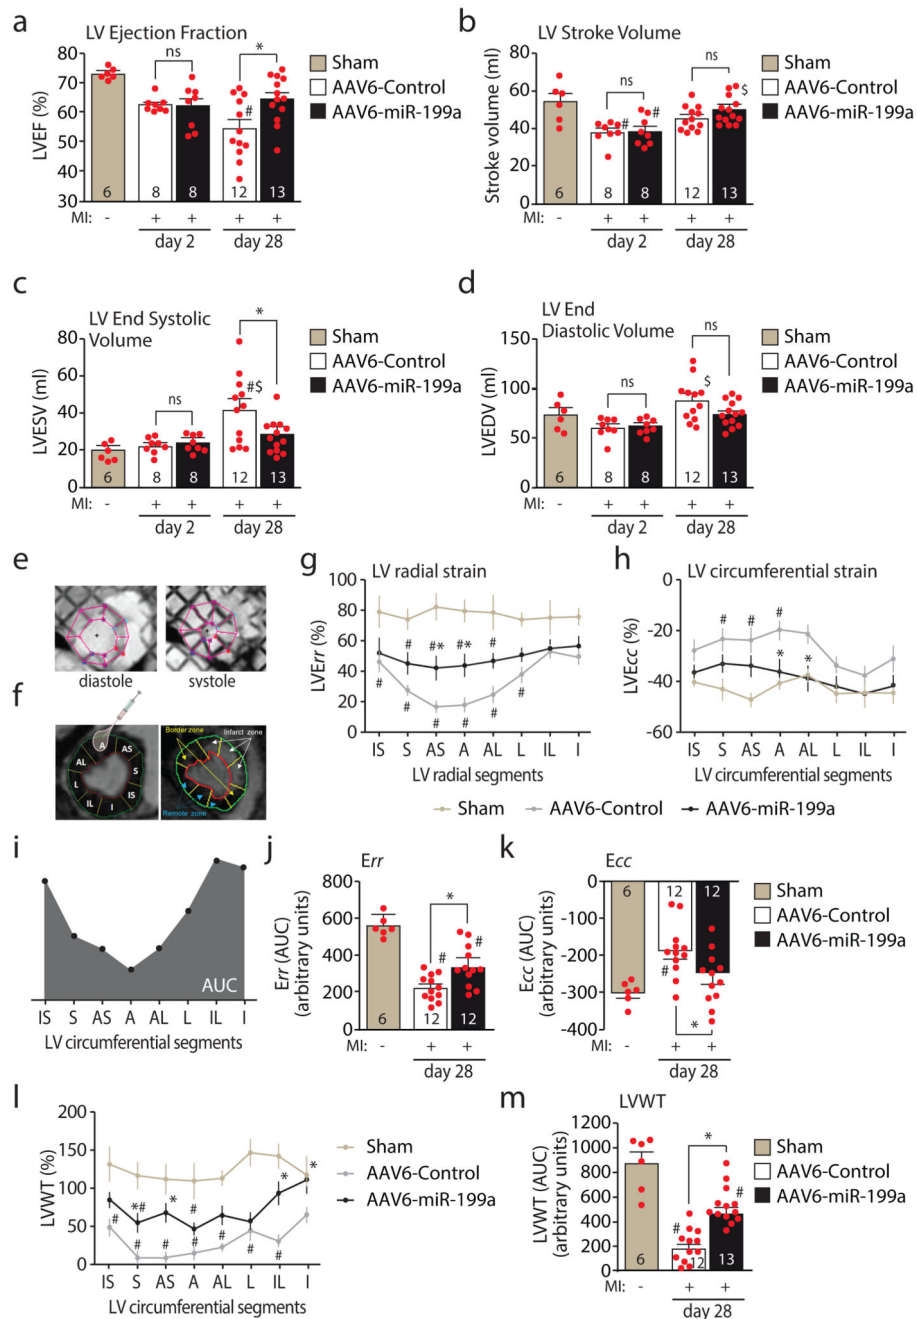 a
LV Ejection Fraction
LVEF (%)
80
70
60
50
40
30
ns
*
#
6
8
8
12
13
MI:
-
+
+
+
+
day 2
day 28
Sham
AAV6-Control
AAV6-miR-199a
b
LV Stroke Volume
Stroke volume (ml)
80
60
40
20
0
ns
ns
#
#
$
6
8
8
12
13
MI:
-
+
+
+
+
day 2
day 28
Sham
AAV6-Control
AAV6-miR-199a
c
LV End Systolic
Volume
LVESV (ml)
80
60
40
20
0
ns
*
#$
6
8
8
12
13
MI:
-
+
+
+
+
day 2
day 28
Sham
AAV6-Control
AAV6-miR-199a
d
LV End
Diastolic Volume
LVEDV (ml)
150
100
50
0
ns
ns
$
6
8
8
12
13
MI:
-
+
+
+
+
day 2
day 28
Sham
AAV6-Control
AAV6-miR-199a
e
diastole
systole
f
A
AS
S
IS
I
IL
L
AL
Border zone
Infarct zone
Remote zone
g
LV radial strain
LVErr (%)
100
80
60
40
20
0
# #* #* #
# # # # # #
IS S AS A AL L IL I
LV radial segments
h
LV circumferential strain
LVEcc (%)
0
-20
-40
-60
# # # #
* *
IS S AS A AL L IL I
LV circumferential segments
Sham AAV6-Control AAV6-miR-199a
i
AUC
IS S AS A AL L IL I
LV circumferential segments
j
Err
Err (AUC)
(arbitrary units)
800
600
400
200
0
*
#
#
6
12
12
MI:
-
+
+
day 28
k
Ecc
Ecc (AUC)
(arbitrary units)
0
-100
-200
-300
-400
6
12
12
#
*
MI:
-
+
+
day 28
Sham
AAV6-Control
AAV6-miR-199a
l
LVWT (%)
200
150
100
50
0
*# * # * *
# # # # # # #
IS S AS A AL L IL I
LV circumferential segments
Sham
AAV6-Control
AAV6-miR-199a
m
LVWT
LVWT (AUC)
(arbitrary units)
1200
1000
800
600
400
200
0
*
#
#
6
12
13
MI:
-
+
+
day 28
Sham
AAV6-Control
AAV6-miR-199a